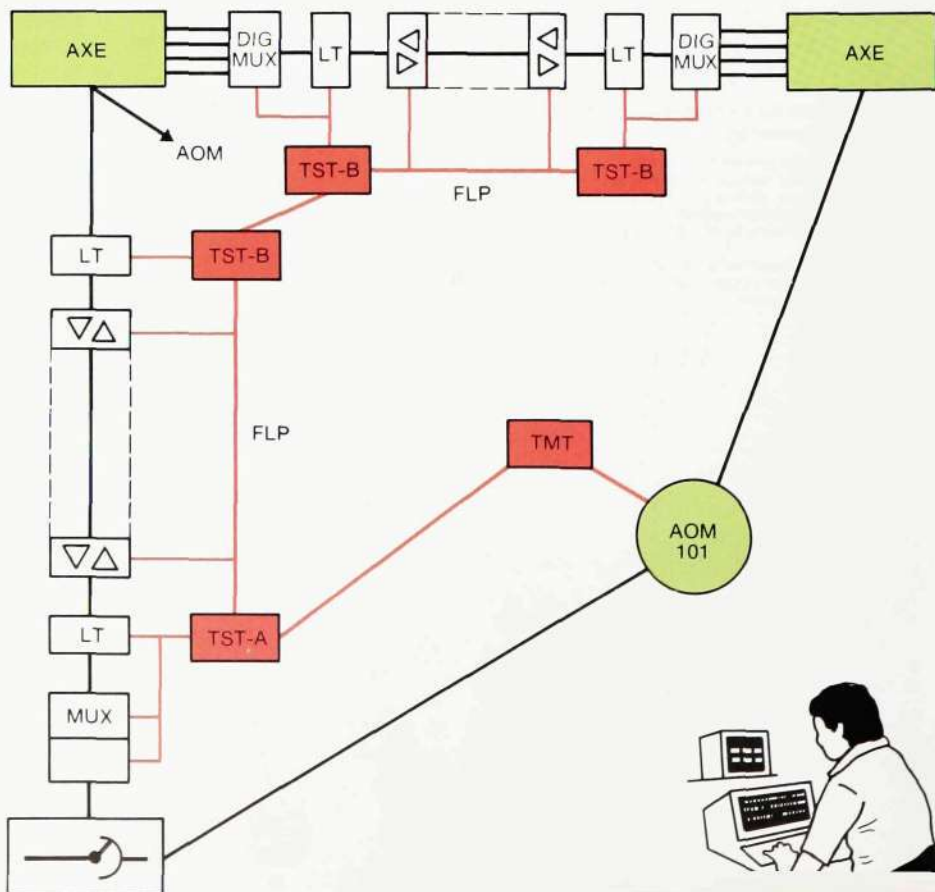 AXE
DIG
MUX
LT
LT
DIG
MUX
AXE
AOM
TST-B
TST-B
FLP
LT
TST-B
FLP
TMT
AOM
101
LT
TST-A
MUX